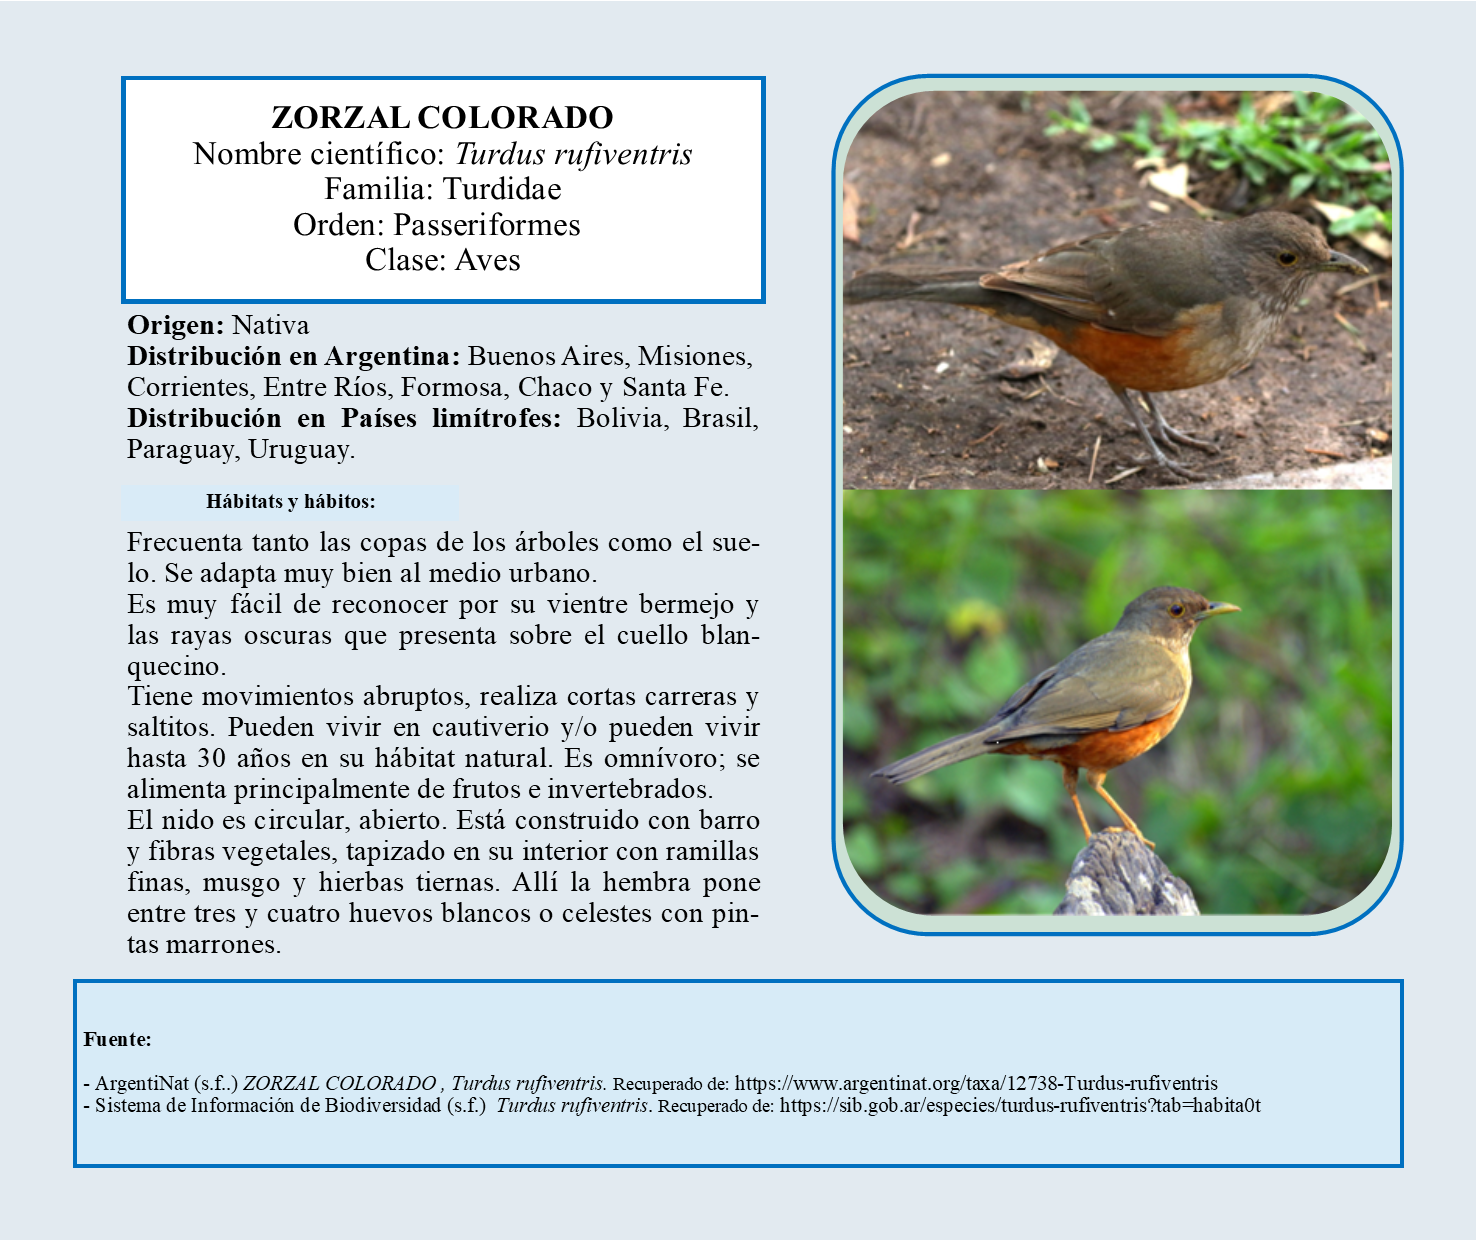 ZORZAL COLORADO
Nombre científico: Turdus rufiventris
Familia: Turdidae
Orden: Passeriformes
Clase: Aves
Origen: Nativa
Distribución en Argentina: Buenos Aires, Misiones,
Corrientes, Entre Ríos, Formosa, Chaco y Santa Fe.
Distribución en Países limítrofes: Bolivia, Brasil,
Paraguay, Uruguay.
Hábitats y hábitos:
Frecuenta tanto las copas de los árboles como el sue-
lo. Se adapta muy bien al medio urbano.
Es muy fácil de reconocer por su vientre bermejo y
las rayas oscuras que presenta sobre el cuello blan-
quecino.
Tiene movimientos abruptos, realiza cortas carreras y
saltitos. Pueden vivir en cautiverio y/o pueden vivir
hasta 30 años en su hábitat natural. Es omnívoro; se
alimenta principalmente de frutos e invertebrados.
El nido es circular, abierto. Está construido con barro
y fibras vegetales, tapizado en su interior con ramillas
finas, musgo y hierbas tiernas. Allí la hembra pone
entre tres y cuatro huevos blancos o celestes con pin-
tas marrones.
Fuente:
- ArgentiNat (s.f..) ZORZAL COLORADO , Turdus rufiventris. Recuperado de: https://www.argentinat.org/taxa/12738-Turdus-rufiventris
- Sistema de Información de Biodiversidad (s.f.) Turdus rufiventris. Recuperado de: https://sib.gob.ar/especies/turdus-rufiventris?tab=habita0t